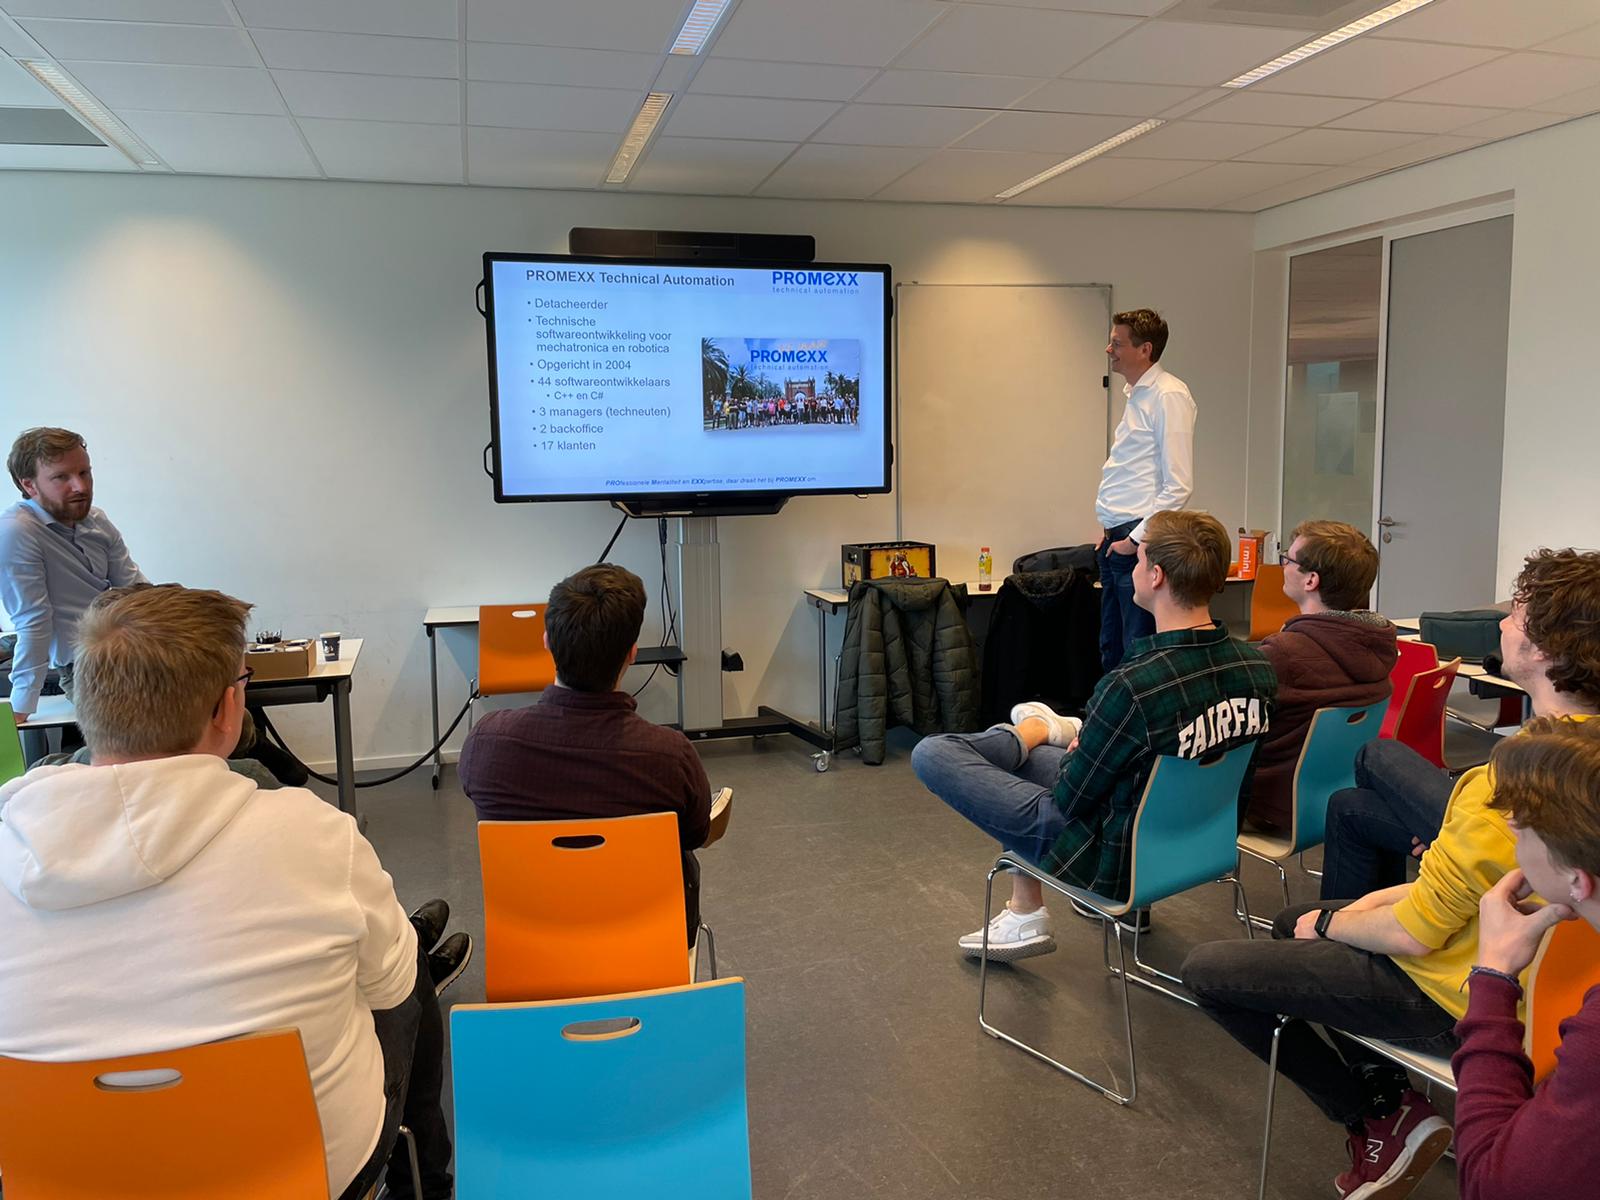 PROMEXX Technical Automation
PROMEXX
technical automation
• Detacheerder
• Technische
softwareontwikkeling voor
mechatronica en robotica
• Opgericht in 2004
• 44 softwareontwikkelaars
• C++ en C#
• 3 managers (techneuten)
• 2 backoffice
• 17 klanten
PROMEXX
technical automation
PROfessionele Mentaliteit en EXXpertise, daar draait het bij PROMEXX om...
mini
FAIRFA